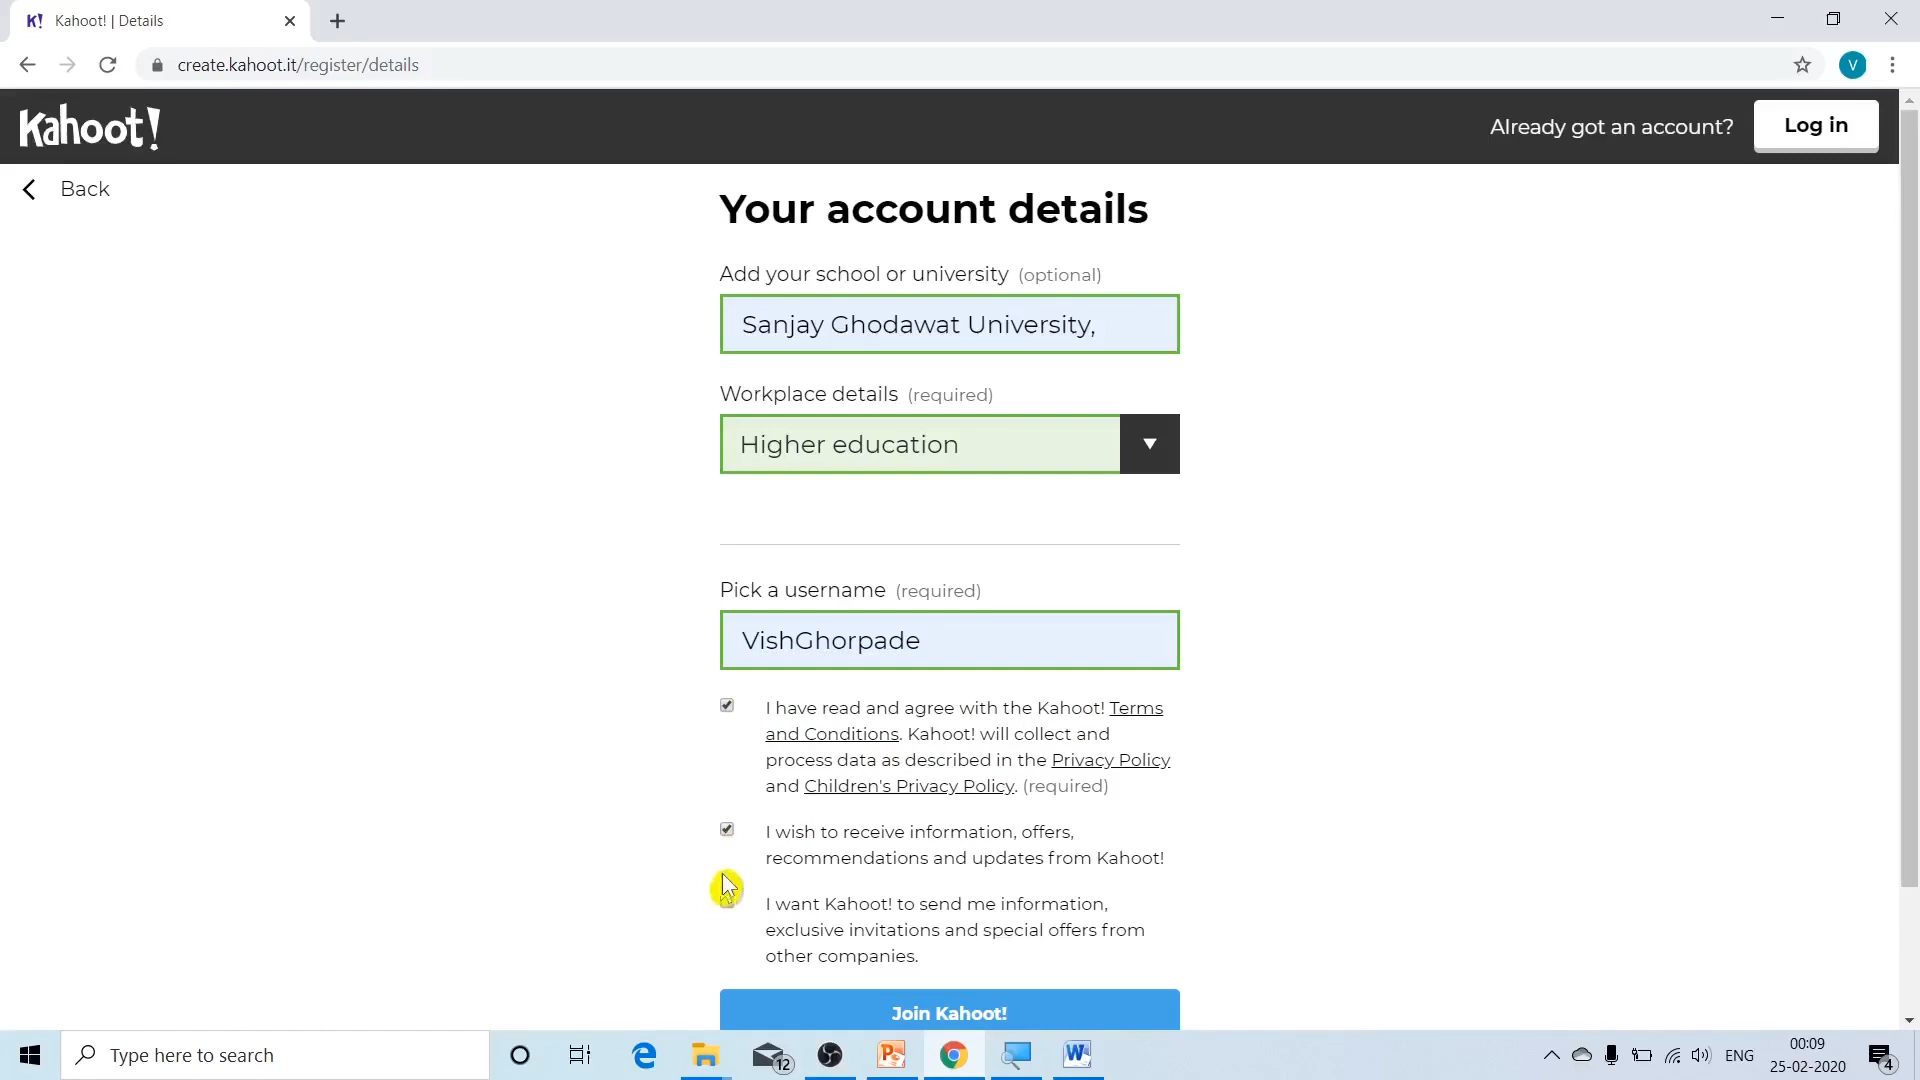 Kahoot! | Details
create.kahoot.it/register/details
V
Kahoot!
Already got an account?
Log in
Back
Your account details
Add your school or university (optional)
Sanjay Ghodawat University,
Workplace details (required)
Higher education
Pick a username (required)
VishGhorpade
I have read and agree with the Kahoot! Terms
and Conditions. Kahoot! will collect and
process data as described in the Privacy Policy
and Children's Privacy Policy. (required)
I wish to receive information, offers,
recommendations and updates from Kahoot!
I want Kahoot! to send me information,
exclusive invitations and special offers from
other companies.
Join Kahoot!
Type here to search
12
ENG
00:09
25-02-2020
4